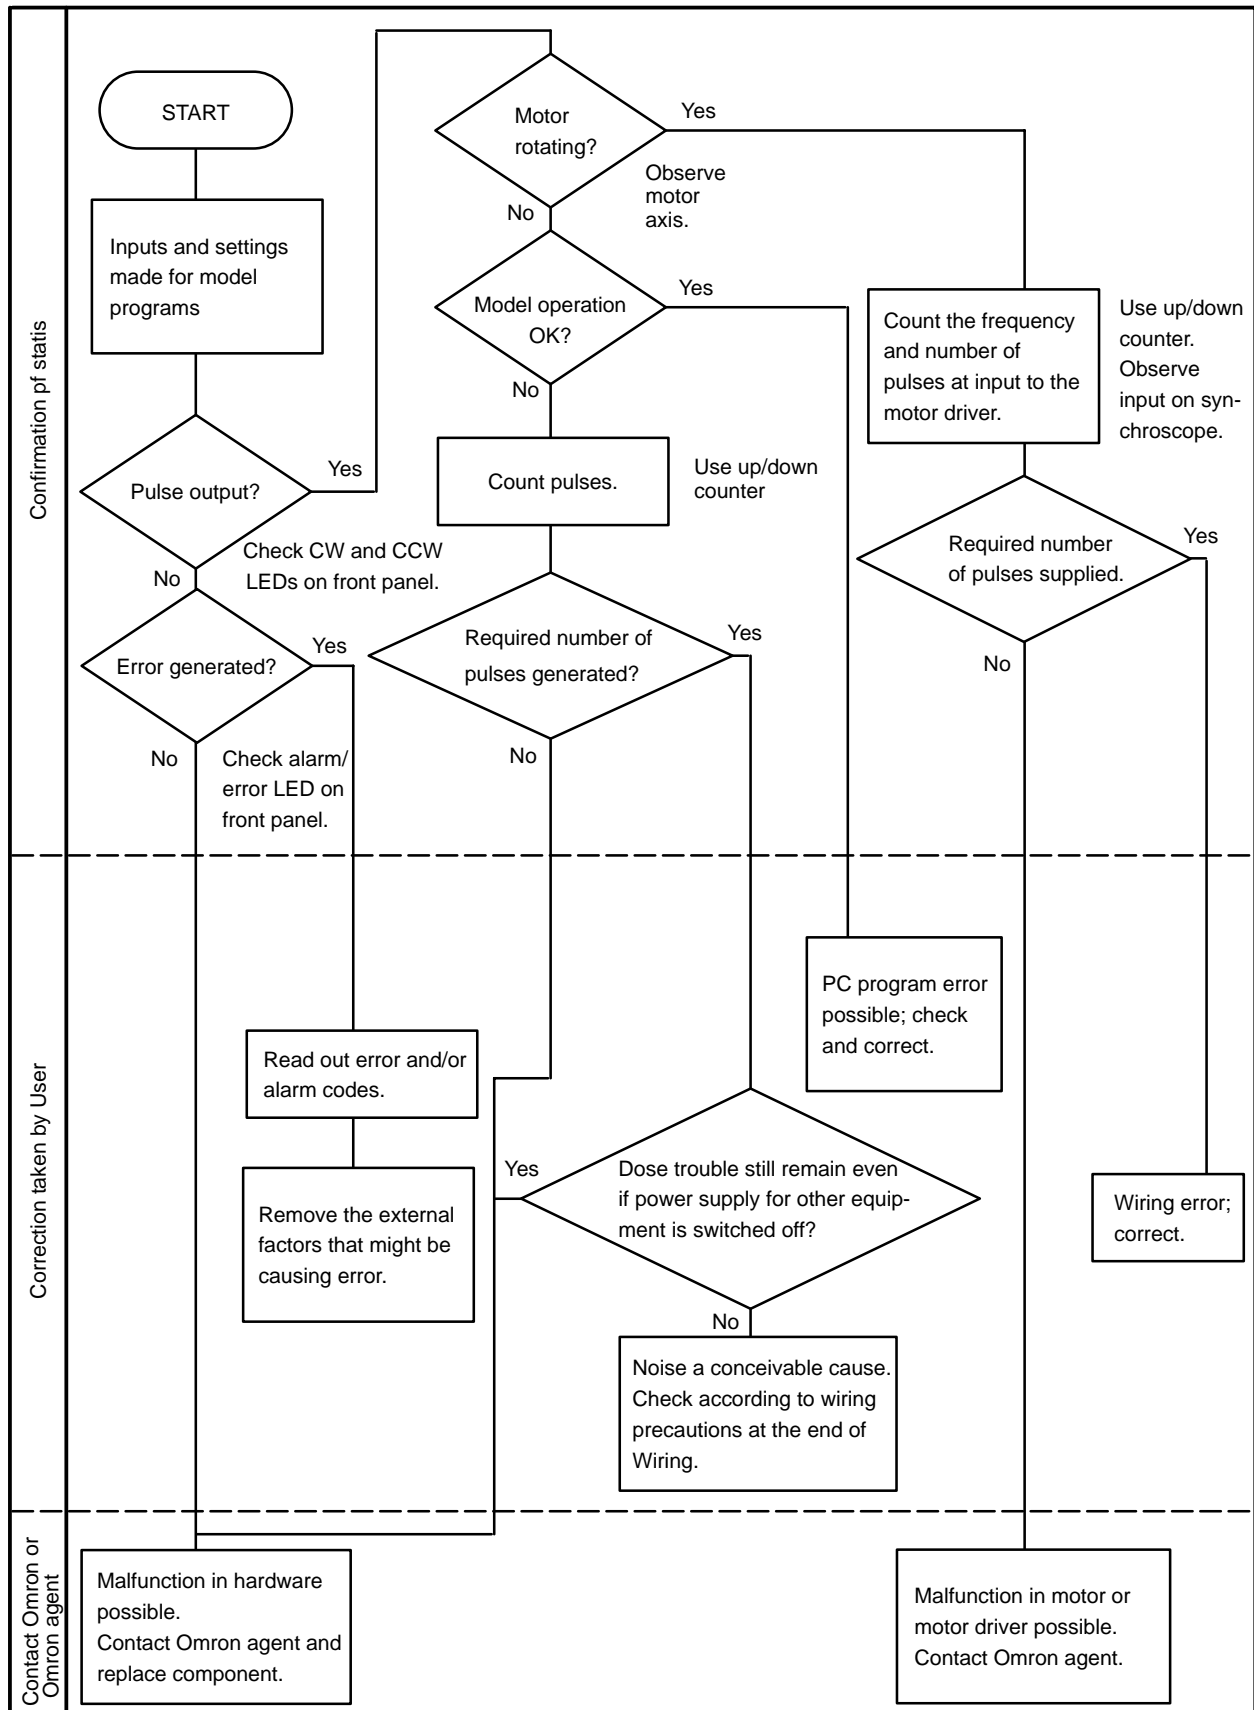 Confirmation pf statis
START
Inputs and settings
made for model
programs
Pulse output?
Yes
No
Check CW and CCW
LEDs on front panel.
Error generated?
Yes
No
Check alarm/
error LED on
front panel.
Motor
rotating?
Yes
No
Observe
motor
axis.
Model operation
OK?
Yes
No
Count pulses.
Use up/down
counter
Required number of
pulses generated?
Yes
No
Count the frequency
and number of
pulses at input to the
motor driver.
Use up/down
counter.
Observe
input on syn-
chroscope.
Required number
of pulses supplied.
Yes
No
Correction taken by User
Read out error and/or
alarm codes.
Remove the external
factors that might be
causing error.
PC program error
possible; check
and correct.
Dose trouble still remain even
if power supply for other equip-
ment is switched off?
Yes
No
Noise a conceivable cause.
Check according to wiring
precautions at the end of
Wiring.
Wiring error;
correct.
Contact Omron or
Omron agent
Malfunction in hardware
possible.
Contact Omron agent and
replace component.
Malfunction in motor or
motor driver possible.
Contact Omron agent.